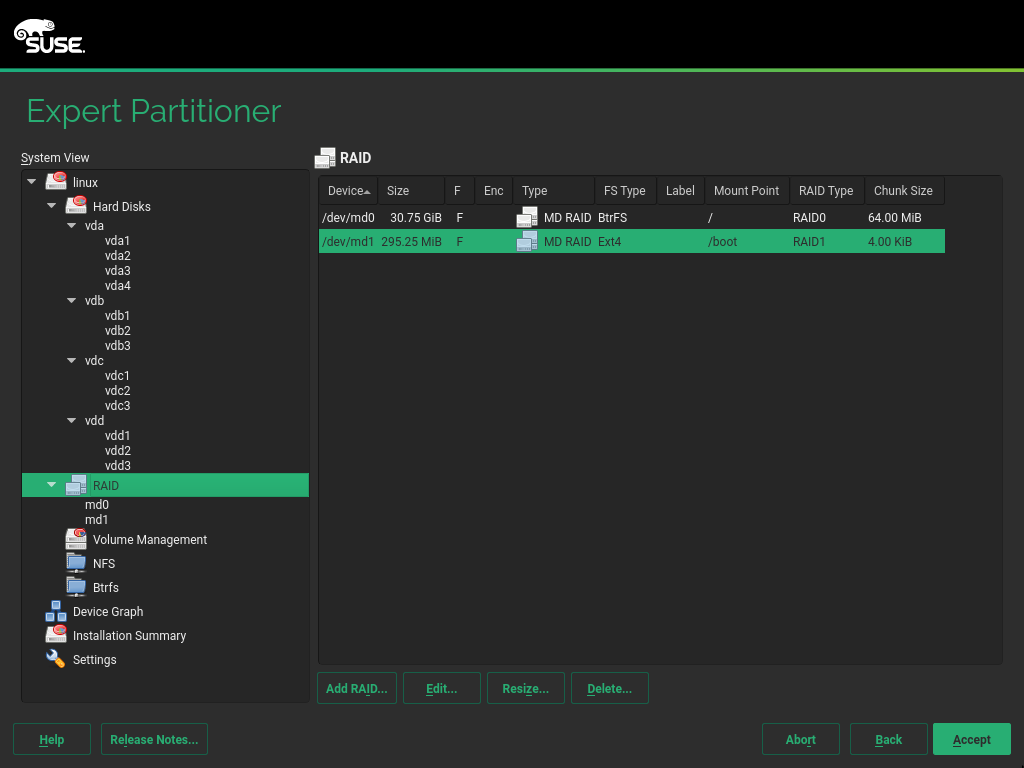 SUSE.
Expert Partitioner
System View
linux
Hard Disks
vda
vda1
vda2
vda3
vda4
vdb
vdb1
vdb2
vdb3
vdc
vdc1
vdc2
vdc3
vdd
vdd1
vdd2
vdd3
RAID
md0
md1
Volume Management
NFS
Btrfs
Device Graph
Installation Summary
Settings
RAID
Device Size F Enc Type FS Type Label Mount Point RAID Type Chunk Size
/dev/md0 30.75 GiB F MD RAID BtrFS / RAID0 64.00 MiB
/dev/md1 295.25 MiB F MD RAID Ext4 /boot RAID1 4.00 KiB
Add RAID... Edit... Resize... Delete...
Help Release Notes... Abort Back Accept